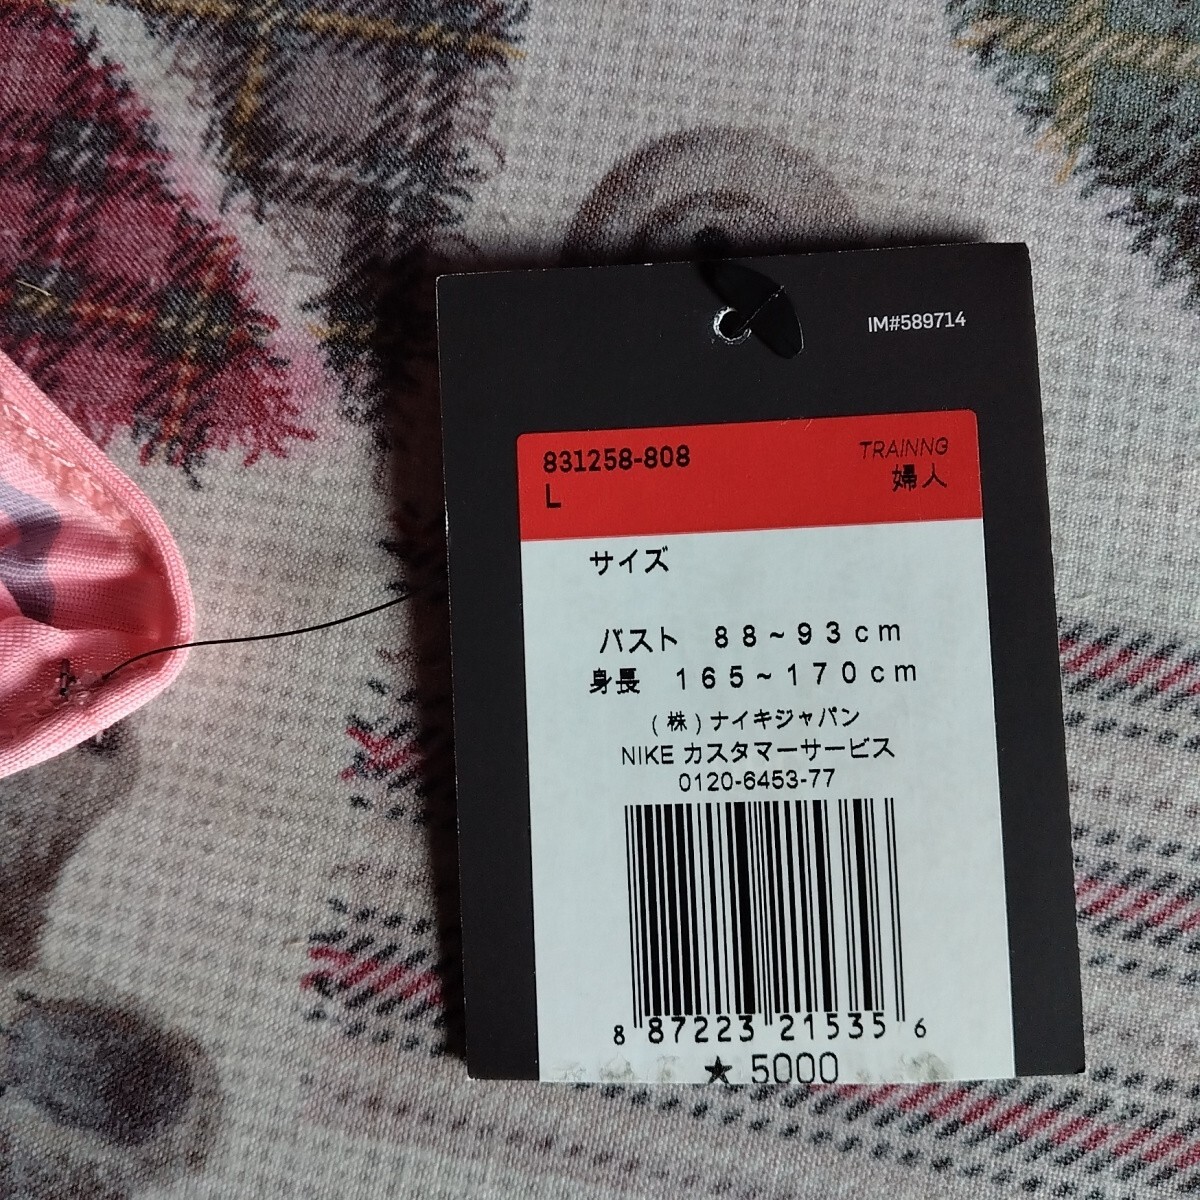 IM#589714
831258-808
TRAINNG
L
婦人
サイズ
バスト 88~93cm
身長 165~170cm
(株)ナイキジャパン
NIKE カスタマーサービス
0120-6453-77
8 87223 21535 6
★ 5000